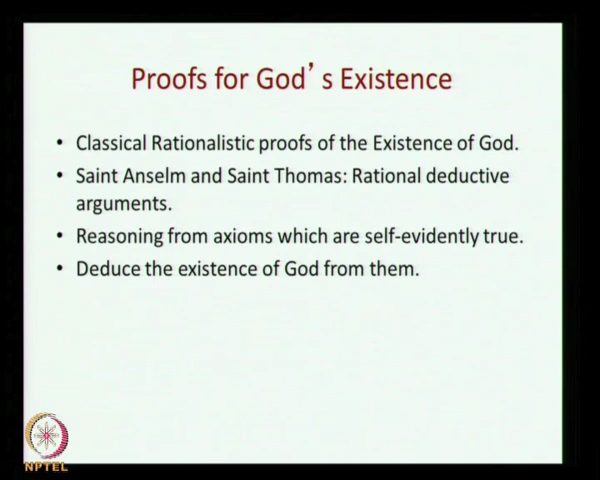 Proofs for God’s Existence
• Classical Rationalistic proofs of the Existence of God.
• Saint Anselm and Saint Thomas: Rational deductive
arguments.
• Reasoning from axioms which are self-evidently true.
• Deduce the existence of God from them.
NPTEL